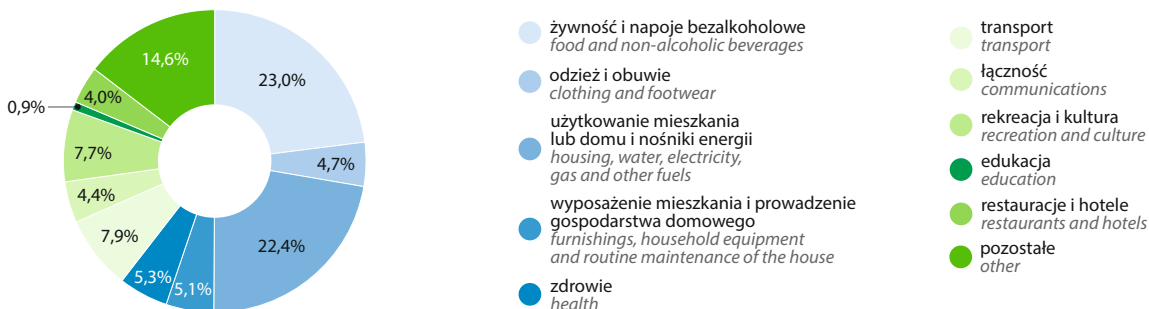 14,6%
23,0%
4,0%
0,9%
7,7%
4,7%
4,4%
7,9%
22,4%
5,3%
5,1%
żywność i napoje bezalkoholowe
food and non-alcoholic beverages
odzież i obuwie
clothing and footwear
użytkowanie mieszkania
lub domu i nośniki energii
housing, water, electricity,
gas and other fuels
wyposażenie mieszkania i prowadzenie
gospodarstwa domowego
furnishings, household equipment
and routine maintenance of the house
zdrowie
health
transport
transport
łączność
communications
rekreacja i kultura
recreation and culture
edukacja
education
restauracje i hotele
restaurants and hotels
pozostałe
other